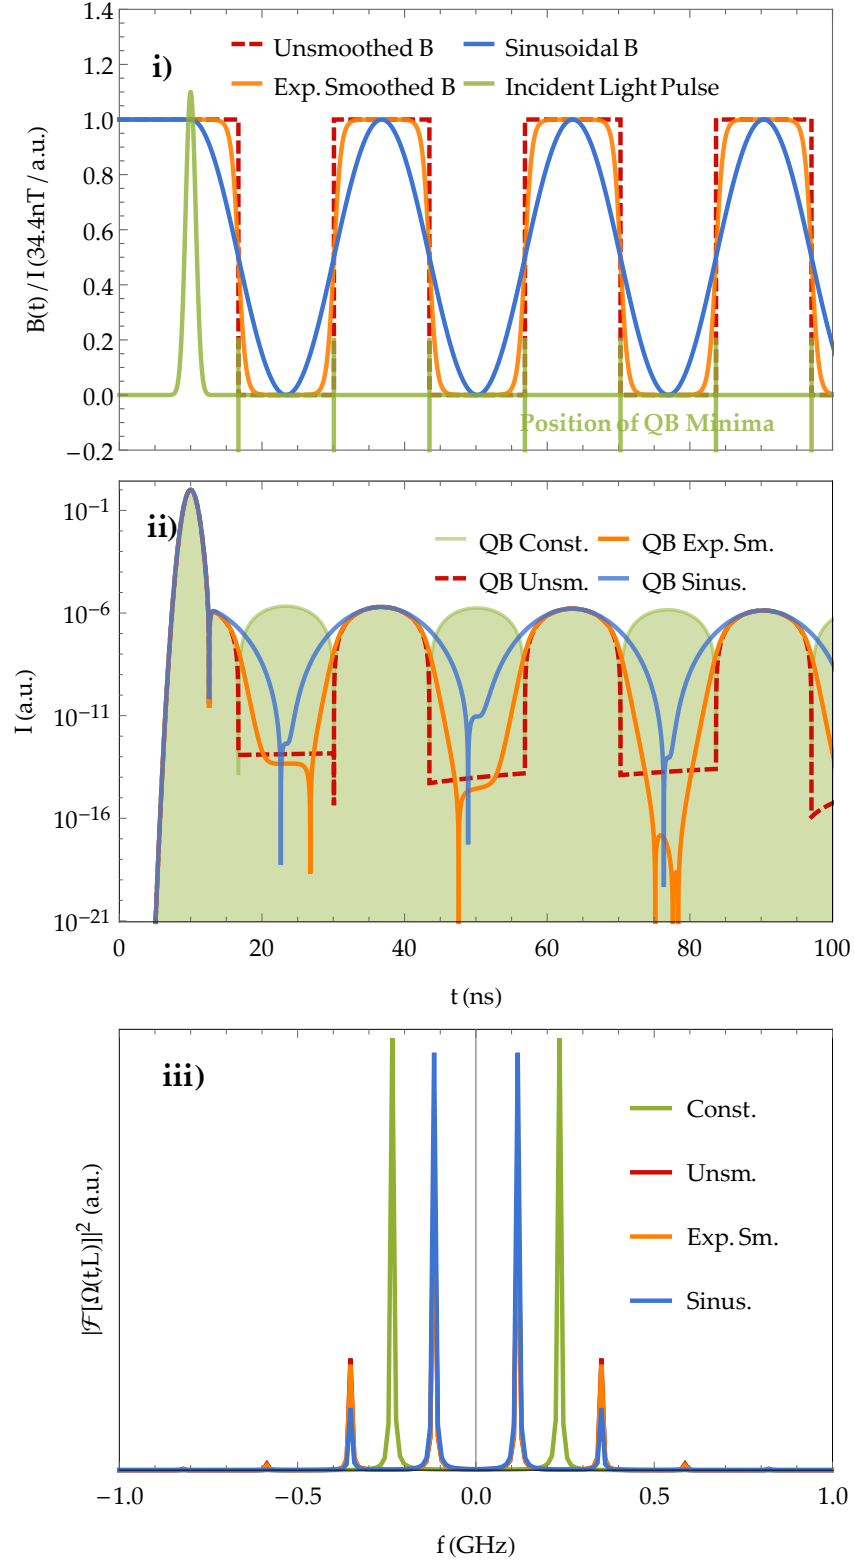 i)
Unsmoothed B
Sinusoidal B
Exp. Smoothed B
Incident Light Pulse
B(t) / I (34.4nT / a.u.)
1.4
1.2
1.0
0.8
0.6
0.4
0.2
0.0
−0.2
Position of QB Minima
ii)
QB Const.
QB Exp. Sm.
QB Unsm.
QB Sinus.
I (a.u.)
10^−1
10^−6
10^−11
10^−16
10^−21
0 20 40 60 80 100
t (ns)
iii)
Const.
Unsm.
Exp. Sm.
Sinus.
|ℱ[Ω(t,L)]|² (a.u.)
−1.0 −0.5 0.0 0.5 1.0
f (GHz)